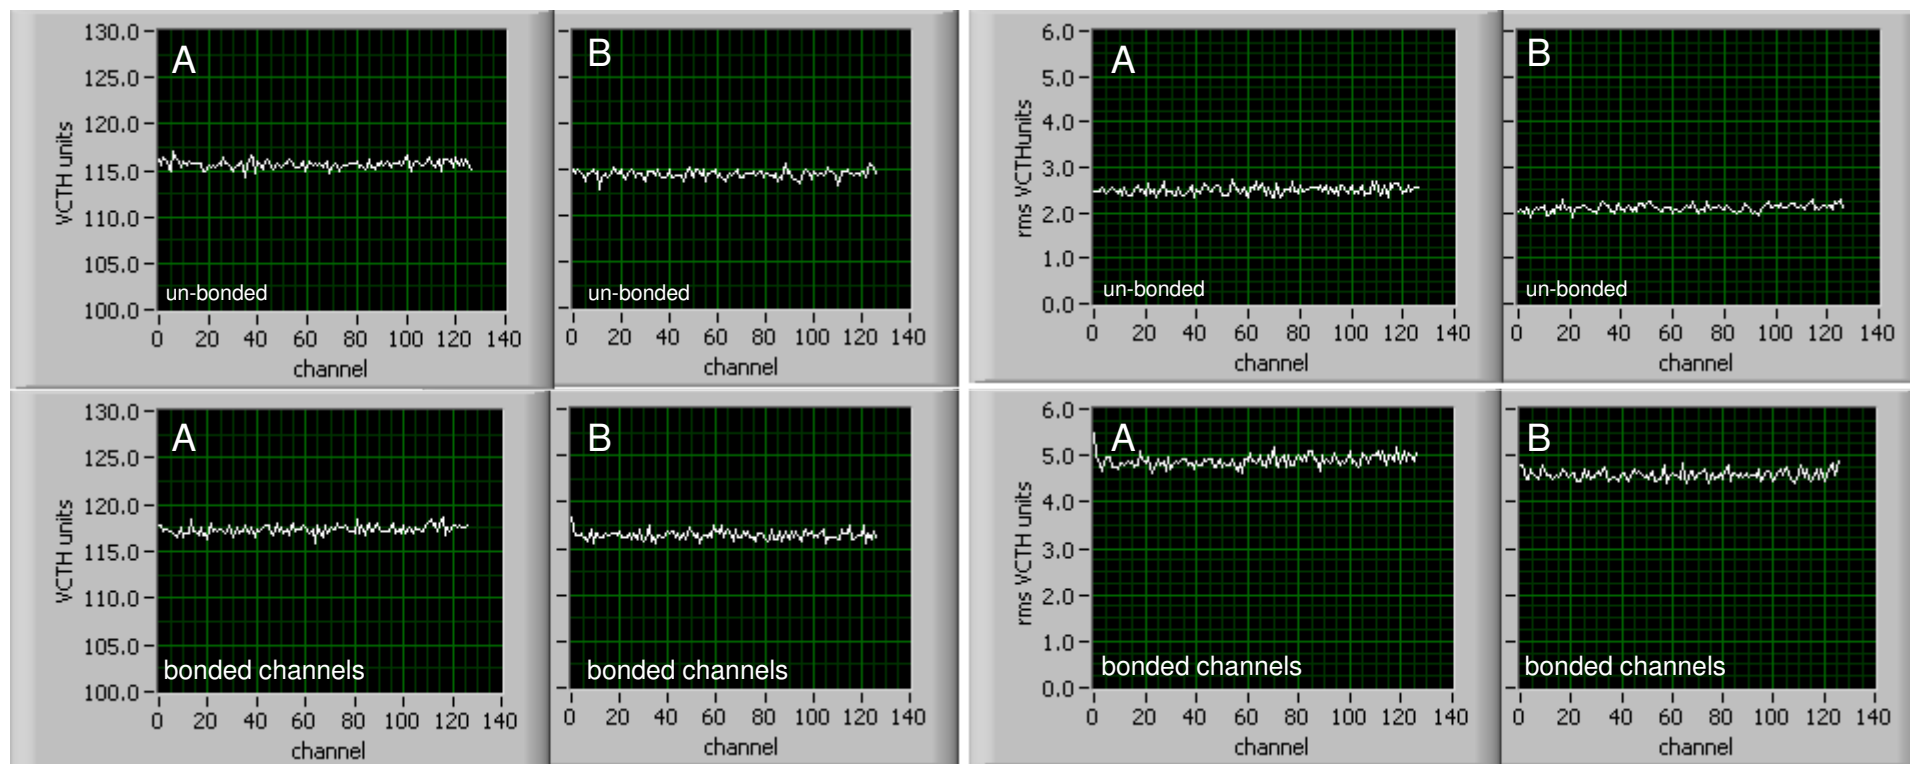 130.0
125.0
120.0
115.0
110.0
105.0
100.0
VCTH units
A
un-bonded
0 20 40 60 80 100 120 140
channel
B
un-bonded
0 20 40 60 80 100 120 140
channel
6.0
5.0
4.0
3.0
2.0
1.0
0.0
rms VCTHunits
A
un-bonded
0 20 40 60 80 100 120 140
channel
B
un-bonded
0 20 40 60 80 100 120 140
channel
130.0
125.0
120.0
115.0
110.0
105.0
100.0
VCTH units
A
bonded channels
0 20 40 60 80 100 120 140
channel
B
bonded channels
0 20 40 60 80 100 120 140
channel
6.0
5.0
4.0
3.0
2.0
1.0
0.0
rms VCTH units
A
bonded channels
0 20 40 60 80 100 120 140
channel
B
bonded channels
0 20 40 60 80 100 120 140
channel